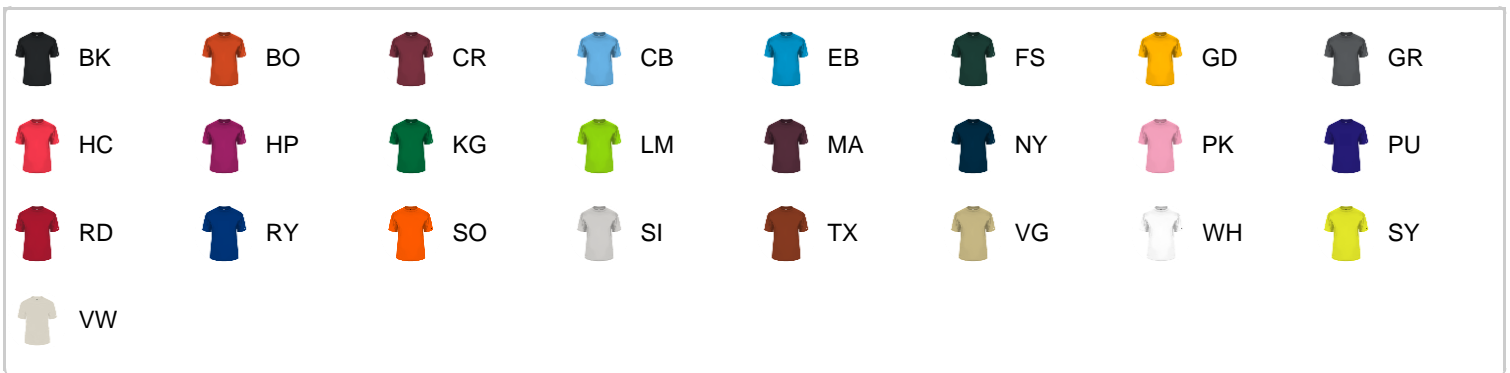 BK BO CR CB EB FS GD GR
HC HP KG LM MA NY PK PU
RD RY SO SI TX VG WH SY
VW